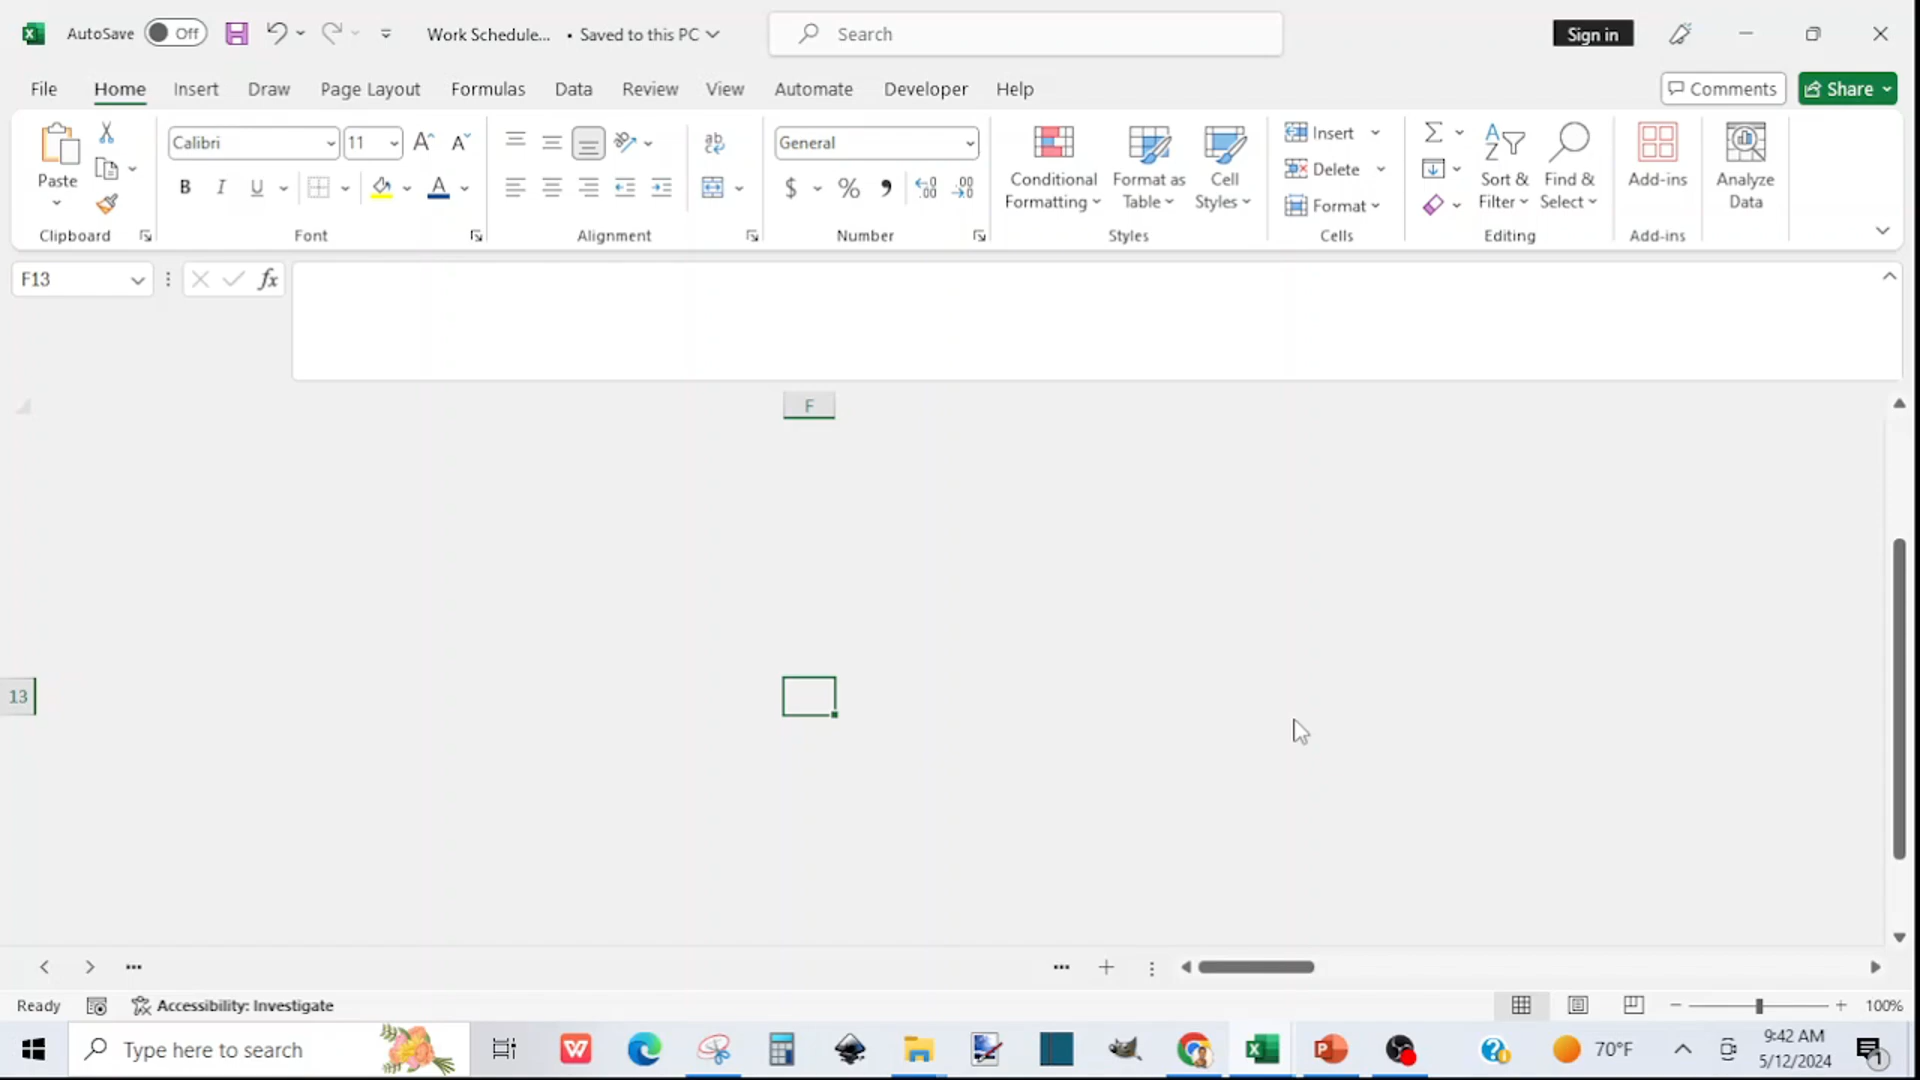 AutoSave Off Work Schedule... • Saved to this PC Search Sign in
File Home Insert Draw Page Layout Formulas Data Review View Automate Developer Help Comments Share
Paste
Clipboard
Calibri 11
B I U A
Font
ab
Alignment
General
$ % 9
Number
Conditional Formatting
Format as Table
Cell Styles
Styles
Insert
Delete
Format
Cells
Sort & Filter
Find & Select
Editing
Add-ins
Add-ins
Analyze Data
F13 fx
F
13
... ... +
Ready Accessibility: Investigate 100%
Type here to search 70°F 9:42 AM
5/12/2024